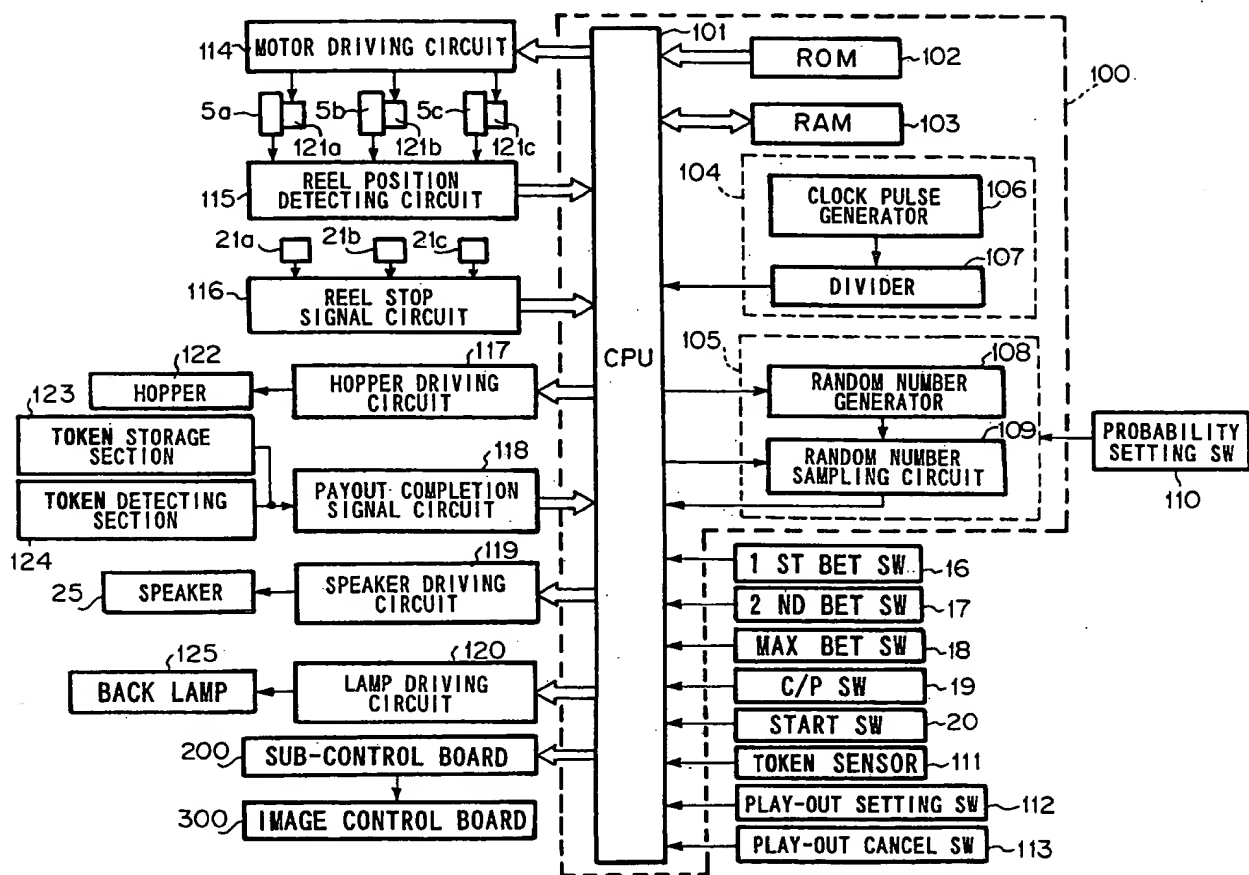 114
MOTOR DRIVING CIRCUIT
5a
5b
5c
121a
121b
121c
115
REEL POSITION
DETECTING CIRCUIT
21a
21b
21c
116
REEL STOP
SIGNAL CIRCUIT
122
HOPPER
117
HOPPER DRIVING
CIRCUIT
123
TOKEN STORAGE
SECTION
TOKEN DETECTING
SECTION
124
118
PAYOUT COMPLETION
SIGNAL CIRCUIT
25
SPEAKER
119
SPEAKER DRIVING
CIRCUIT
125
BACK LAMP
120
LAMP DRIVING
CIRCUIT
200
SUB-CONTROL BOARD
300
IMAGE CONTROL BOARD
101
CPU
ROM
102
100
RAM
103
104
CLOCK PULSE
GENERATOR
106
107
DIVIDER
105
108
RANDOM NUMBER
GENERATOR
109
RANDOM NUMBER
SAMPLING CIRCUIT
PROBABILITY
SETTING SW
110
1 ST BET SW
16
2 ND BET SW
17
MAX BET SW
18
C/P SW
19
START SW
20
TOKEN SENSOR
111
PLAY-OUT SETTING SW
112
PLAY-OUT CANCEL SW
113